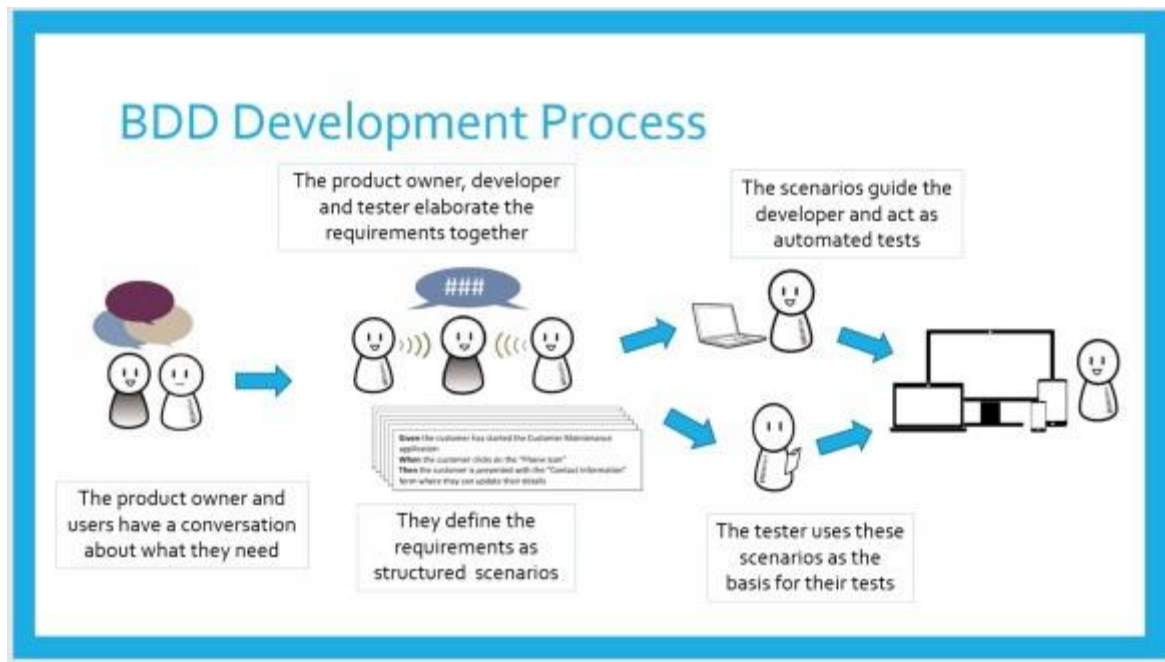 BDD Development Process
The product owner, developer
and tester elaborate the
requirements together
The scenarios guide the
developer and act as
automated tests
###
Given the customer has started the Customer Maintenance
application
When the customer clicks on the "Phone Icon"
Then the customer is presented with the "Contact Information"
form where they can update their details
The product owner and
users have a conversation
about what they need
They define the
requirements as
structured scenarios
The tester uses these
scenarios as the
basis for their tests